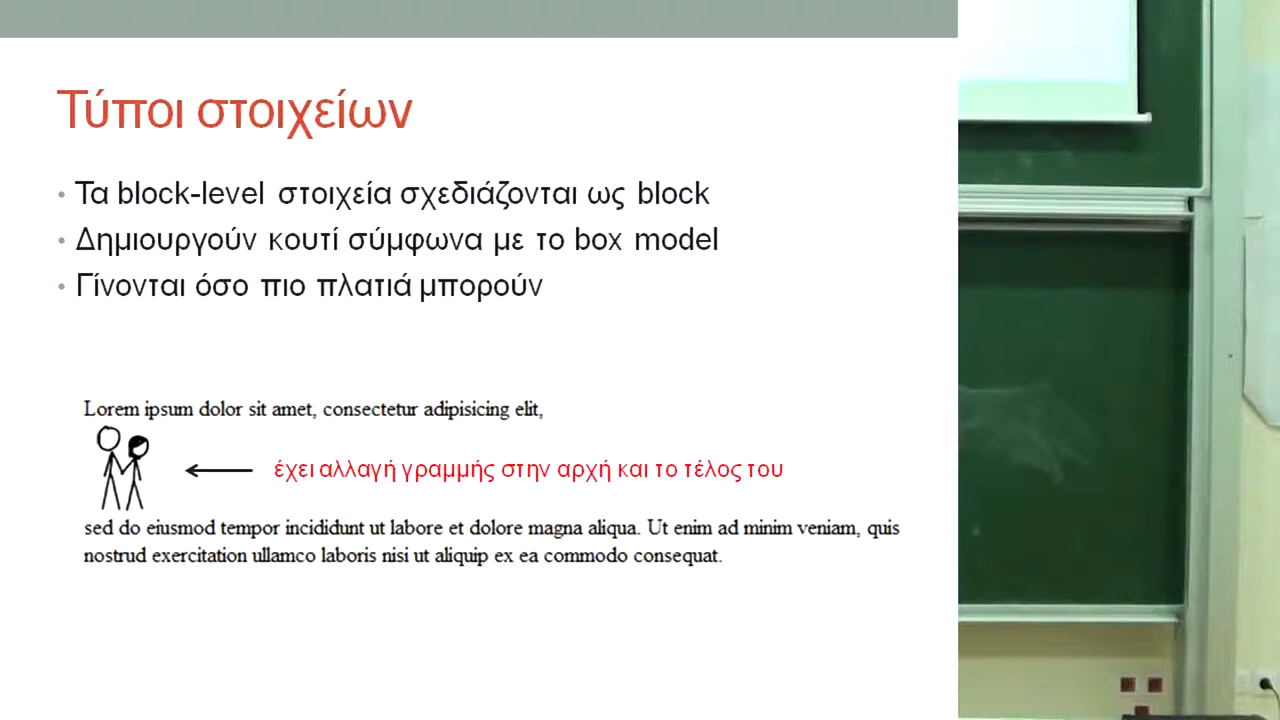 Τύποι στοιχείων
• Τα block-level στοιχεία σχεδιάζονται ως block
• Δημιουργούν κουτί σύμφωνα με το box model
• Γίνονται όσο πιο πλατιά μπορούν
Lorem ipsum dolor sit amet, consectetur adipisicing elit,
έχει αλλαγή γραμμής στην αρχή και το τέλος του
sed do eiusmod tempor incididunt ut labore et dolore magna aliqua. Ut enim ad minim veniam, quis
nostrud exercitation ullamco laboris nisi ut aliquip ex ea commodo consequat.